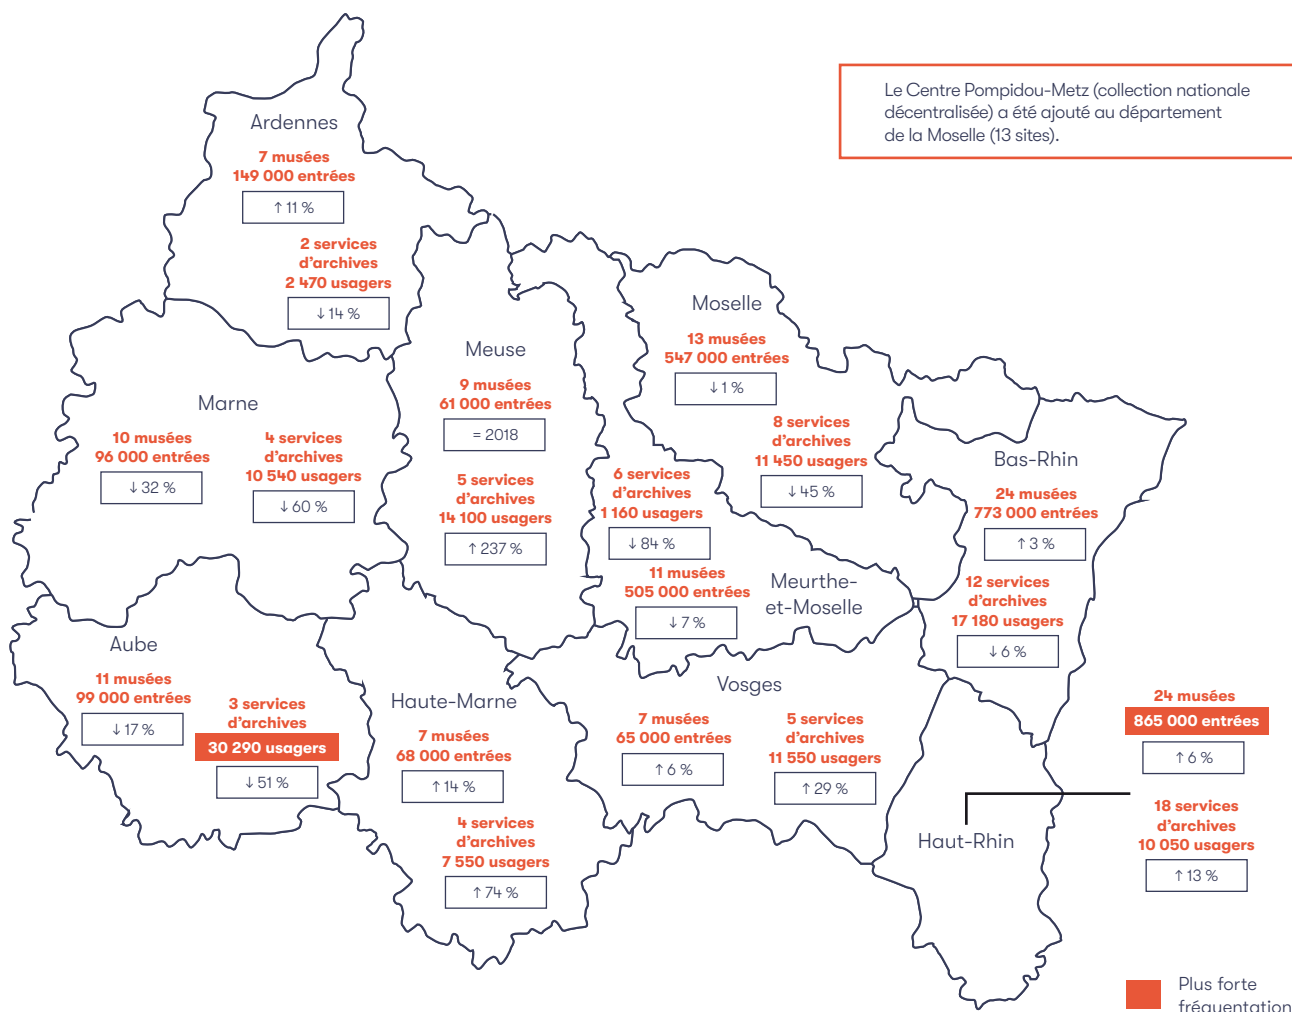 Le Centre Pompidou-Metz (collection nationale
décentralisée) a été ajouté au département
de la Moselle (13 sites).
Ardennes
7 musées
149 000 entrées
↑ 11 %
2 services
d’archives
2 470 usagers
↓ 14 %
Marne
10 musées
96 000 entrées
↓ 32 %
4 services
d’archives
10 540 usagers
↓ 60 %
Meuse
9 musées
61 000 entrées
= 2018
5 services
d’archives
14 100 usagers
↑ 237 %
Moselle
13 musées
547 000 entrées
↓ 1 %
8 services
d’archives
11 450 usagers
↓ 45 %
6 services
d’archives
1 160 usagers
↓ 84 %
11 musées
505 000 entrées
↓ 7 %
Meurthe-
et-Moselle
Bas-Rhin
24 musées
773 000 entrées
↑ 3 %
12 services
d’archives
17 180 usagers
↓ 6 %
Aube
11 musées
99 000 entrées
↓ 17 %
3 services
d’archives
30 290 usagers
↓ 51 %
Haute-Marne
7 musées
68 000 entrées
↑ 14 %
4 services
d’archives
7 550 usagers
↑ 74 %
Vosges
7 musées
65 000 entrées
↑ 6 %
5 services
d’archives
11 550 usagers
↑ 29 %
Haut-Rhin
24 musées
865 000 entrées
↑ 6 %
18 services
d’archives
10 050 usagers
↑ 13 %
Plus forte
fréquentation